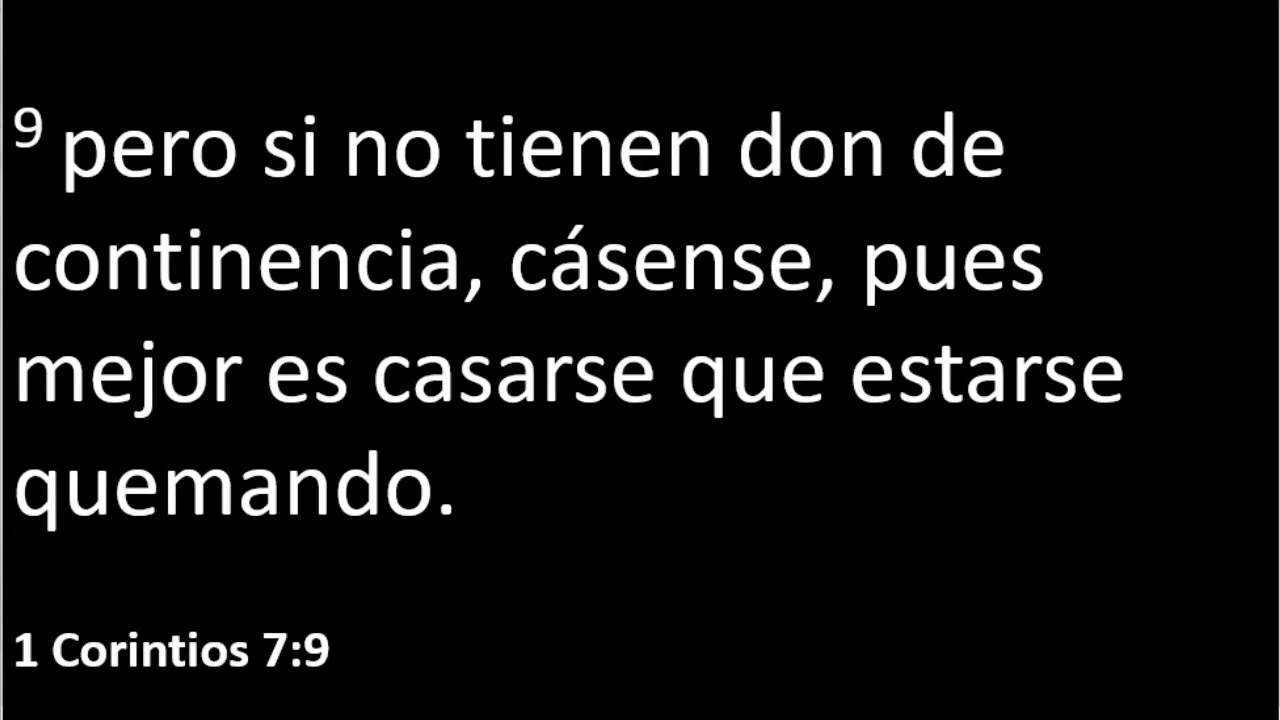 9 pero si no tienen don de
continencia, cásense, pues
mejor es casarse que estarse
quemando.
1 Corintios 7:9